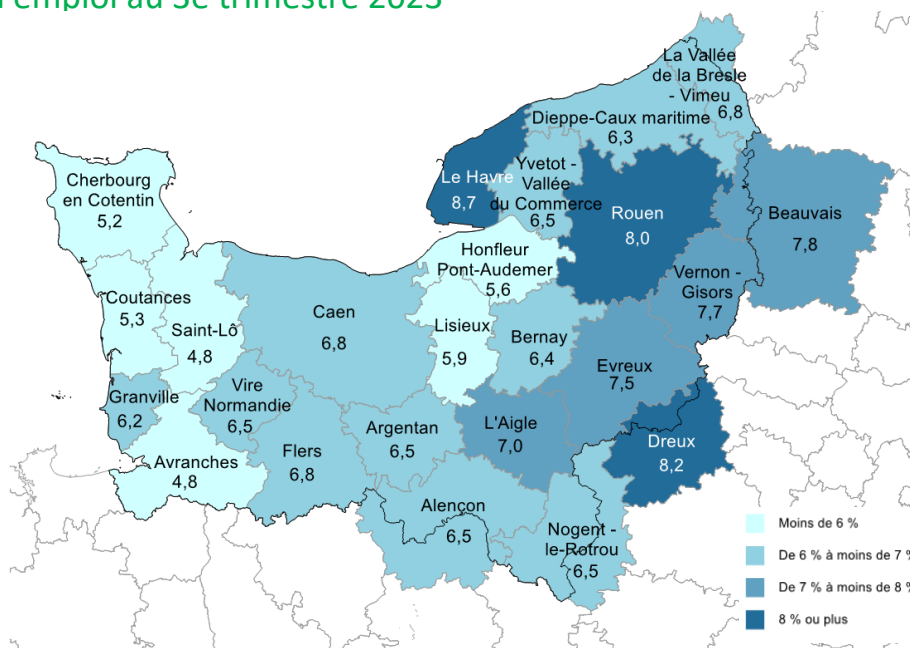 l'emploi au 3e trimestre 2023
La Vallée
de la Bresle
- Vimeu
6,8
Dieppe-Caux maritime
6,3
Cherbourg
en Cotentin
5,2
Le Havre
8,7
Yvetot -
Vallée
du Commerce
6,5
Rouen
8,0
Beauvais
7,8
Honfleur
Pont-Audemer
5,6
Vernon -
Gisors
7,7
Coutances
5,3
Saint-Lô
4,8
Caen
6,8
Lisieux
5,9
Bernay
6,4
Evreux
7,5
Granville
6,2
Vire
Normandie
6,5
Flers
6,8
Argentan
6,5
L'Aigle
7,0
Dreux
8,2
Avranches
4,8
Alençon
6,5
Nogent -
le-Rotrou
6,5
Moins de 6 %
De 6 % à moins de 7 %
De 7 % à moins de 8 %
8 % ou plus